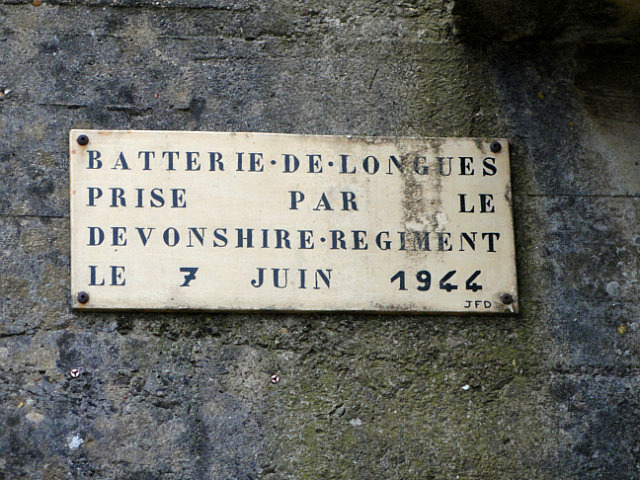 BATTERIE·DE·LONGUES
PRISE PAR LE
DEVONSHIRE·REGIMENT
LE 7 JUIN 1944
JFD